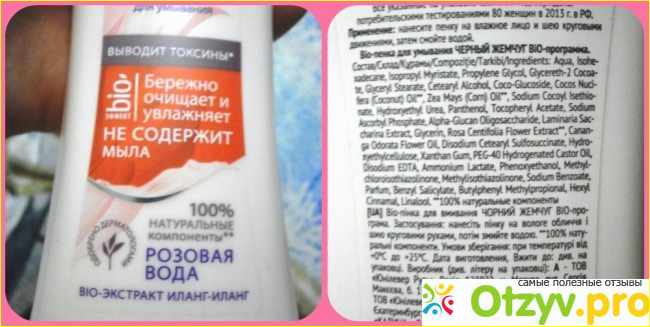 для умывания
ВЫВОДИТ ТОКСИНЫ*
bio
ЭФФЕКТ
Бережно
очищает и
увлажняет
НЕ СОДЕРЖИТ
МЫЛА
ОДОБРЕНО ДЕРМАТОЛОГАМИ
100%
НАТУРАЛЬНЫЕ
КОМПОНЕНТЫ**
РОЗОВАЯ
ВОДА
BIO-ЭКСТРАКТ ИЛАНГ-ИЛАНГ
потребительскими тестированиями 80 женщин в 2013 г. в РФ.
Применение: нанесите пенку на влажное лицо и шею круговыми
движениями, затем смойте водой.
Bio-пенка для умывания ЧЕРНЫЙ ЖЕМЧУГ BIO-программа.
Состав/Склад/Құрамы/Compoziţie/Tarkibi/Ingredients: Aqua, Isohe-
xadecane, Isopropyl Myristate, Propylene Glycol, Glycereth-2 Cocoa-
te, Glyceryl Stearate, Cetearyl Alcohol, Coco-Glucoside, Cocos Nuci-
fera (Coconut) Oil**, Zea Mays (Corn) Oil**, Sodium Cocoyl Isethio-
nate, Hydroxyethyl Urea, Panthenol, Tocopheryl Acetate, Sodium
Ascorbyl Phosphate, Alpha-Glucan Oligosaccharide, Laminaria Sac-
charina Extract, Glycerin, Rosa Centifolia Flower Extract**, Canan-
ga Odorata Flower Oil, Disodium Cetearyl Sulfosuccinate, Hydro-
xyethylcellulose, Xanthan Gum, PEG-40 Hydrogenated Castor Oil,
Disodium EDTA, Ammonium Lactate, Phenoxyethanol, Methyl-
chloroisothiazolinone, Methylisothiazolinone, Sodium Benzoate,
Parfum, Benzyl Salicylate, Butylphenyl Methylpropional, Hexyl
Cinnamal, Linalool. **100% натуральные компоненты
[UA] Bio-пінка для вмивання ЧОРНИЙ ЖЕМЧУГ BIO-про-
грама. Застосування: нанесіть пінку на вологе обличчя і
шию круговими рухами, потім змийте водою. **100% нату-
ральні компоненти. Умови зберігання: при температурі від
+0°C до +25°C. Дата виготовлення, Вжити до: див. на
упаковці. Виробник (див. літеру на упаковці): А - ТОВ
самые полезные отзывы
Otzyv.pro